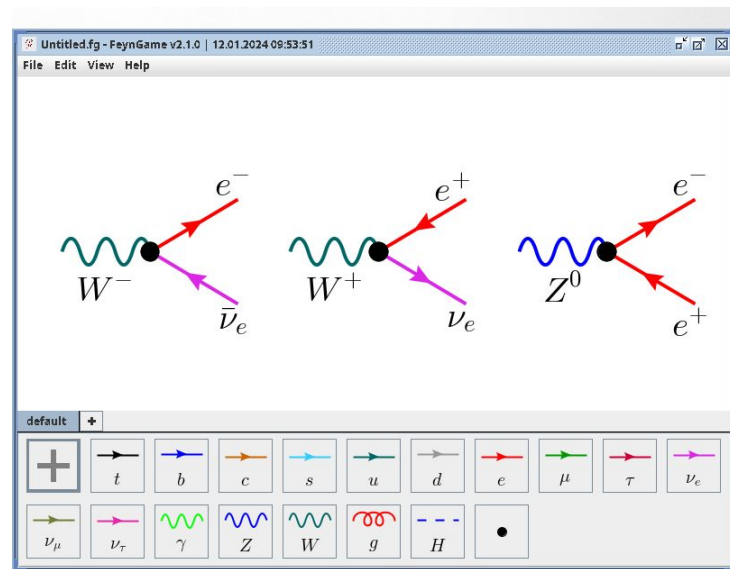 Untitled.fg - FeynGame v2.1.0 | 12.01.2024 09:53:51
File Edit View Help
e⁻ e⁺ e⁻
W⁻ W⁺ Z⁰
ν̄ₑ νₑ e⁺
default +
t b c s u d e μ τ νₑ
ν_μ ν_τ γ Z W g H